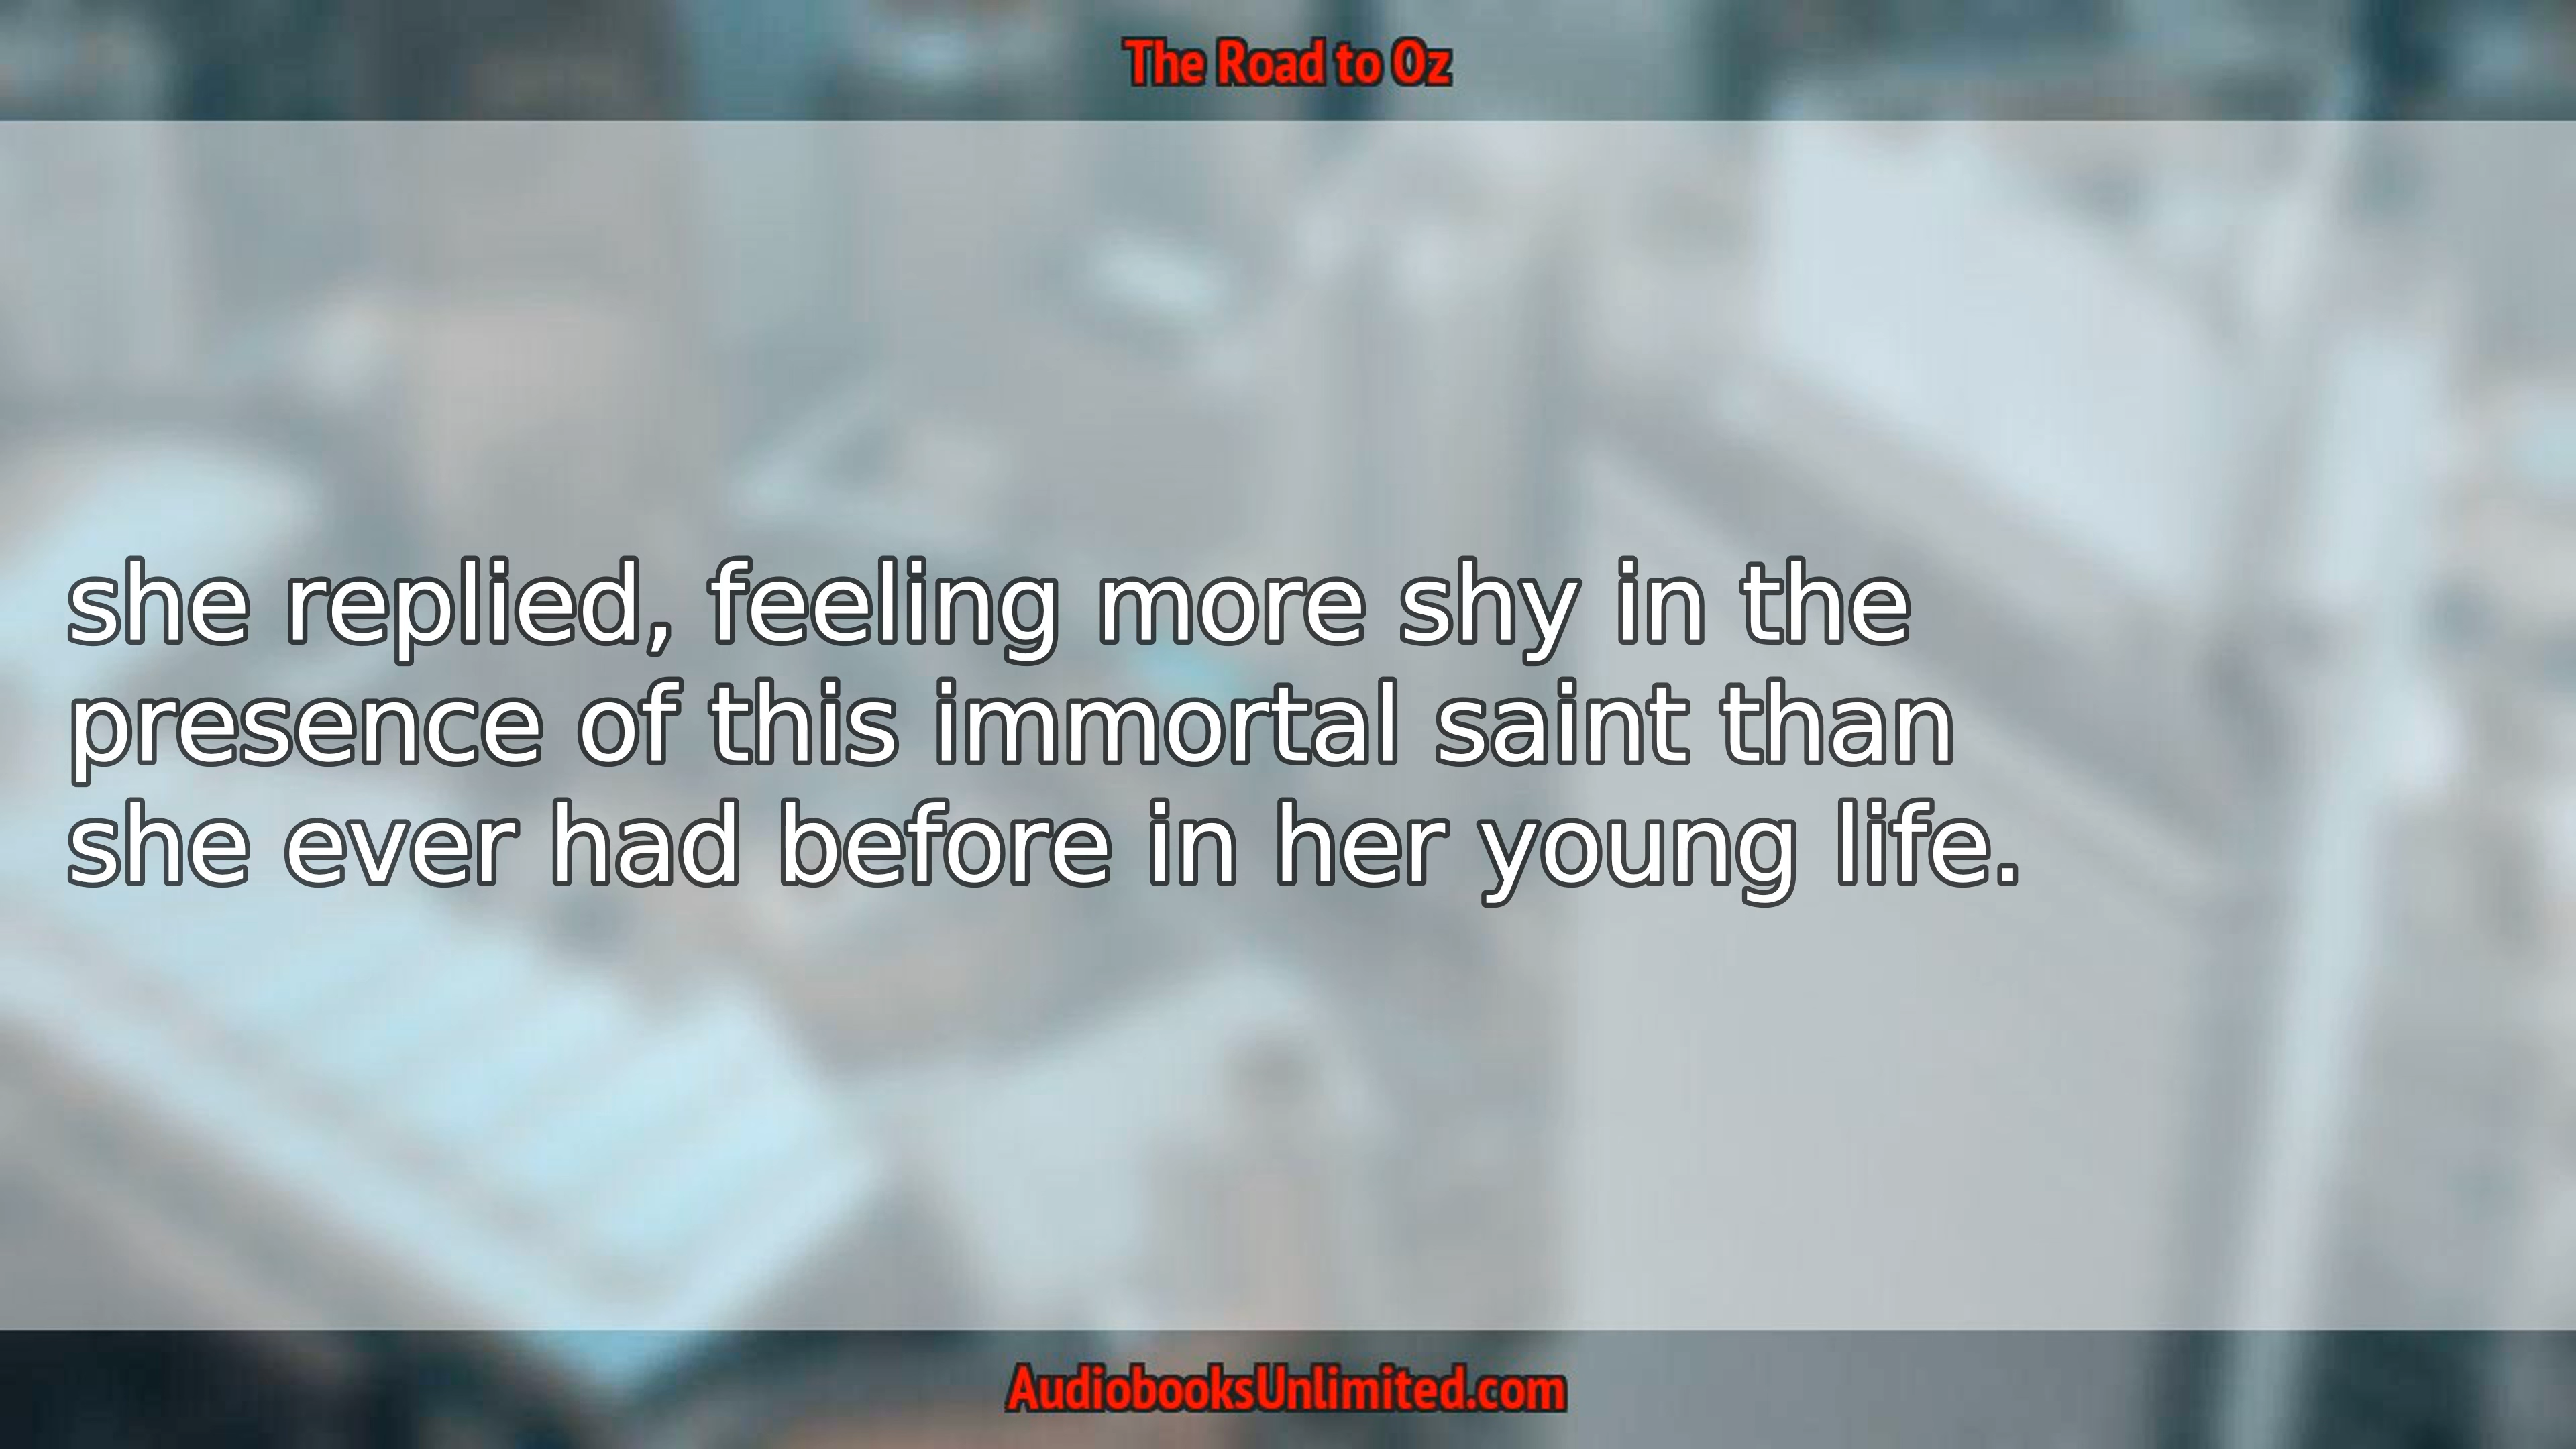 The Road to Oz
she replied, feeling more shy in the
presence of this immortal saint than
she ever had before in her young life.
AudiobooksUnlimited.com